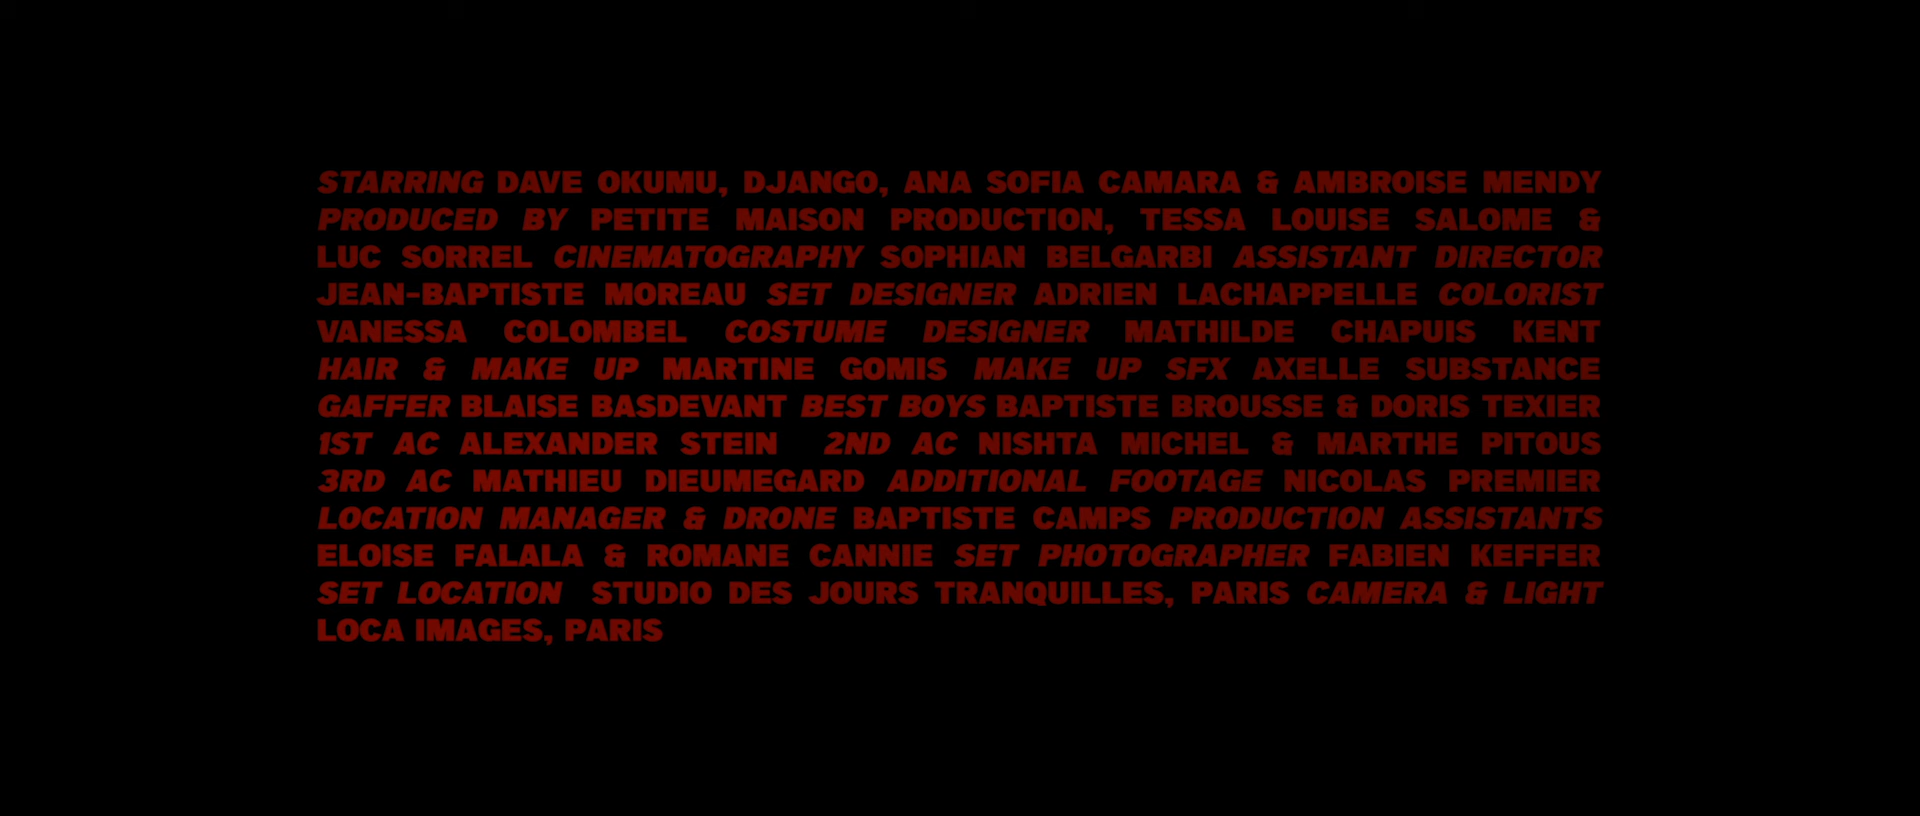 STARRING DAVE OKUMU, DJANGO, ANA SOFIA CAMARA & AMBROISE MENDY
PRODUCED BY PETITE MAISON PRODUCTION, TESSA LOUISE SALOME &
LUC SORREL CINEMATOGRAPHY SOPHIAN BELGARBI ASSISTANT DIRECTOR
JEAN-BAPTISTE MOREAU SET DESIGNER ADRIEN LACHAPPELLE COLORIST
VANESSA COLOMBEL COSTUME DESIGNER MATHILDE CHAPUIS KENT
HAIR & MAKE UP MARTINE GOMIS MAKE UP SFX AXELLE SUBSTANCE
GAFFER BLAISE BASDEVANT BEST BOYS BAPTISTE BROUSSE & DORIS TEXIER
1ST AC ALEXANDER STEIN 2ND AC NISHTA MICHEL & MARTHE PITOUS
3RD AC MATHIEU DIEUMEGARD ADDITIONAL FOOTAGE NICOLAS PREMIER
LOCATION MANAGER & DRONE BAPTISTE CAMPS PRODUCTION ASSISTANTS
ELOISE FALALA & ROMANE CANNIE SET PHOTOGRAPHER FABIEN KEFFER
SET LOCATION STUDIO DES JOURS TRANQUILLES, PARIS CAMERA & LIGHT
LOCA IMAGES, PARIS